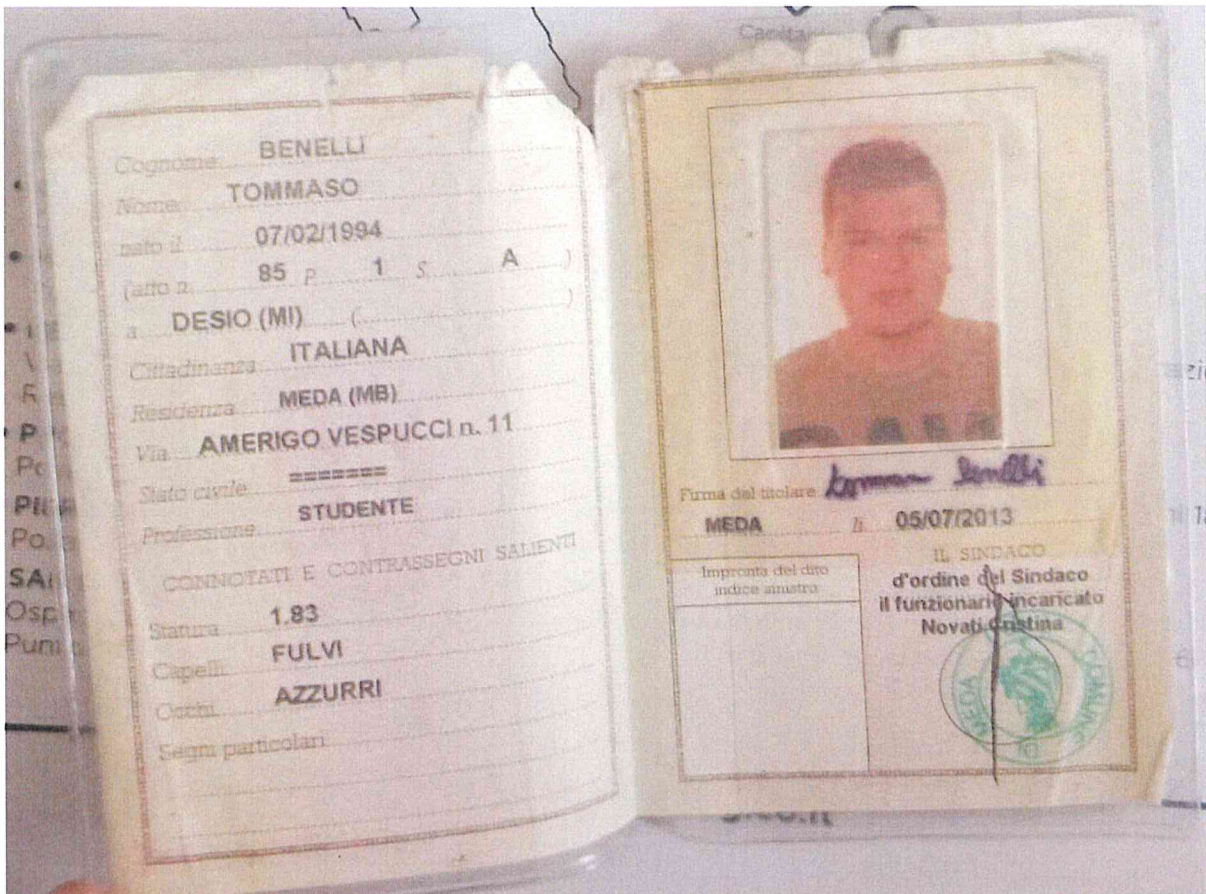 Cognome BENELLI
Nome TOMMASO
nato il 07/02/1994
(atto n. 85 P. 1 S. A )
a DESIO (MI) ( )
Cittadinanza ITALIANA
Residenza MEDA (MB)
Via AMERIGO VESPUCCI n. 11
Stato civile =======
Professione STUDENTE
CONNOTATI E CONTRASSEGNI SALIENTI
Statura 1.83
Capelli FULVI
Occhi AZZURRI
Segni particolari
Firma del titolare
MEDA li 05/07/2013
Impronta del dito
indice sinistro
IL SINDACO
d'ordine del Sindaco
il funzionario incaricato
Novati Cristina
COMUNE DI MEDA